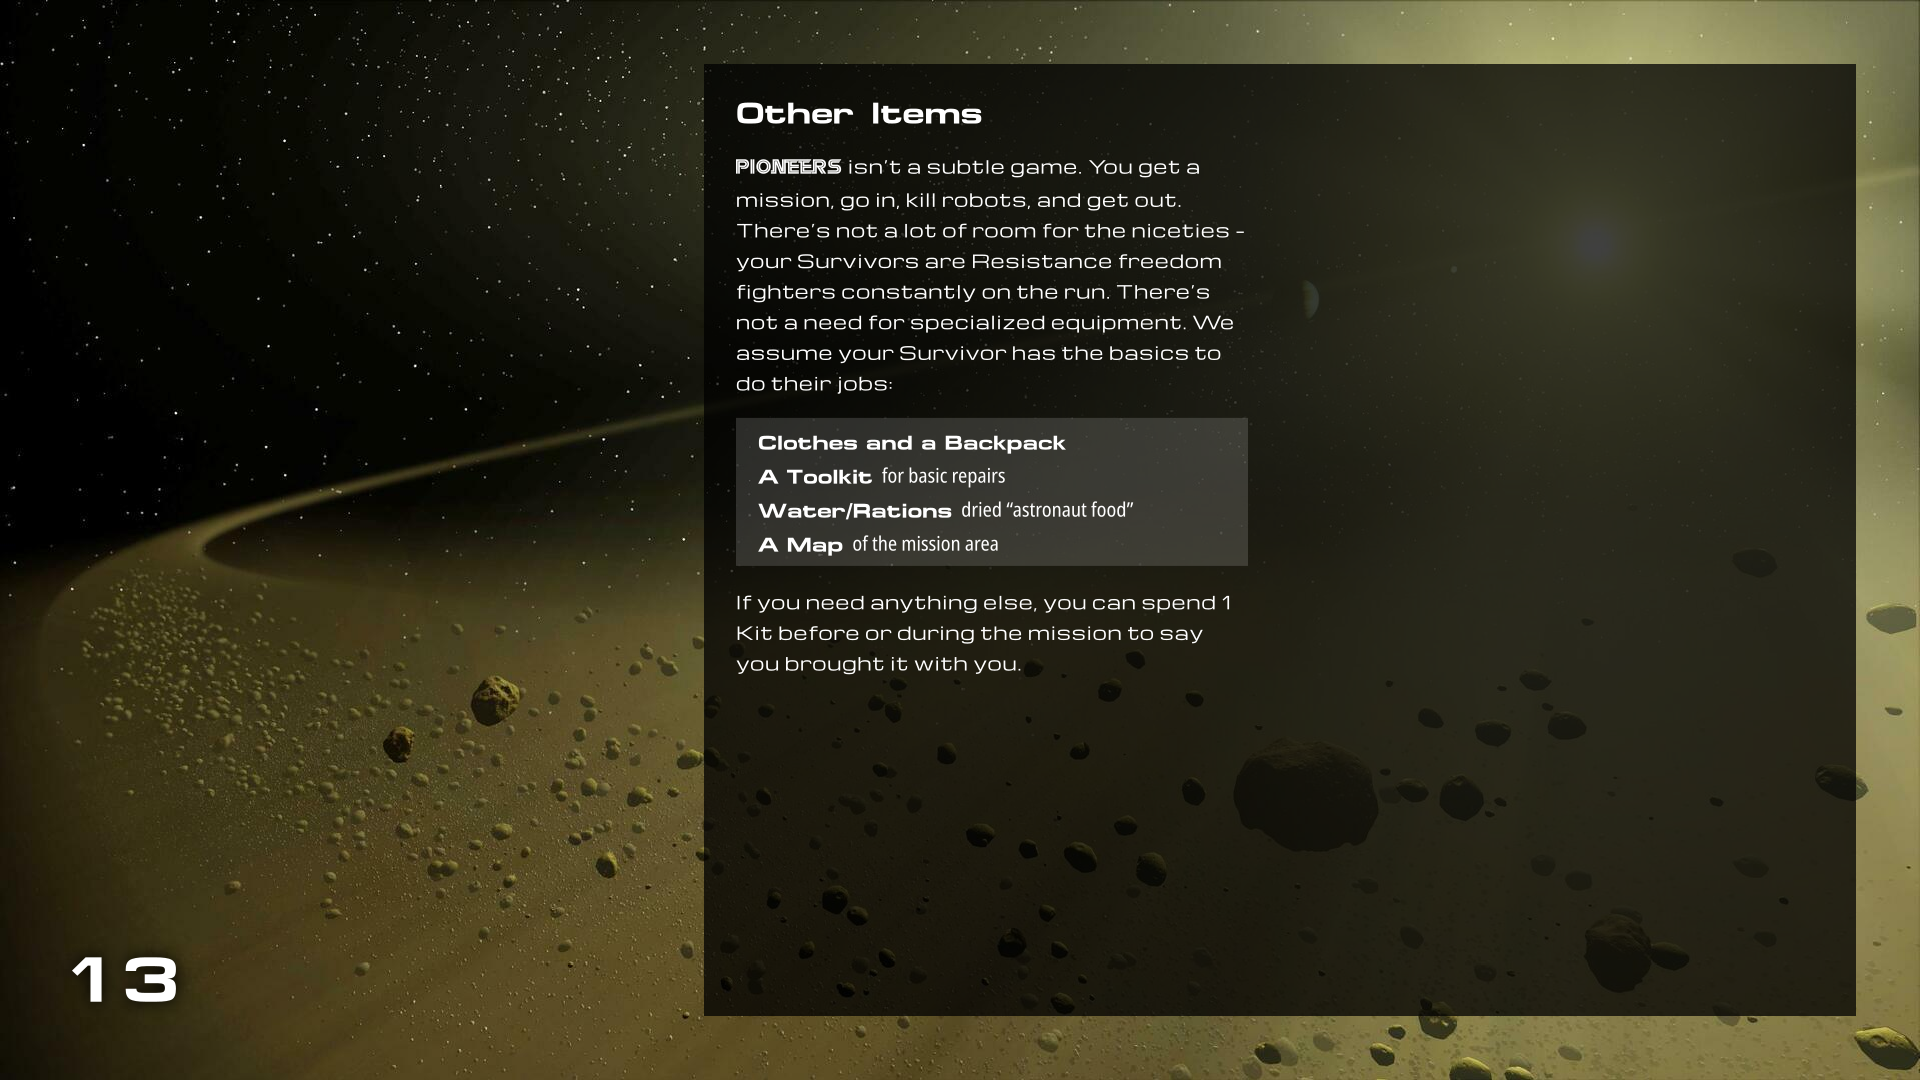 Other Items
PIONEERS isn't a subtle game. You get a
mission, go in, kill robots, and get out.
There's not a lot of room for the niceties -
your Survivors are Resistance freedom
fighters constantly on the run. There's
not a need for specialized equipment. We
assume your Survivor has the basics to
do their jobs:
Clothes and a Backpack
A Toolkit for basic repairs
Water/Rations dried “astronaut food”
A Map of the mission area
If you need anything else, you can spend 1
Kit before or during the mission to say
you brought it with you.
13